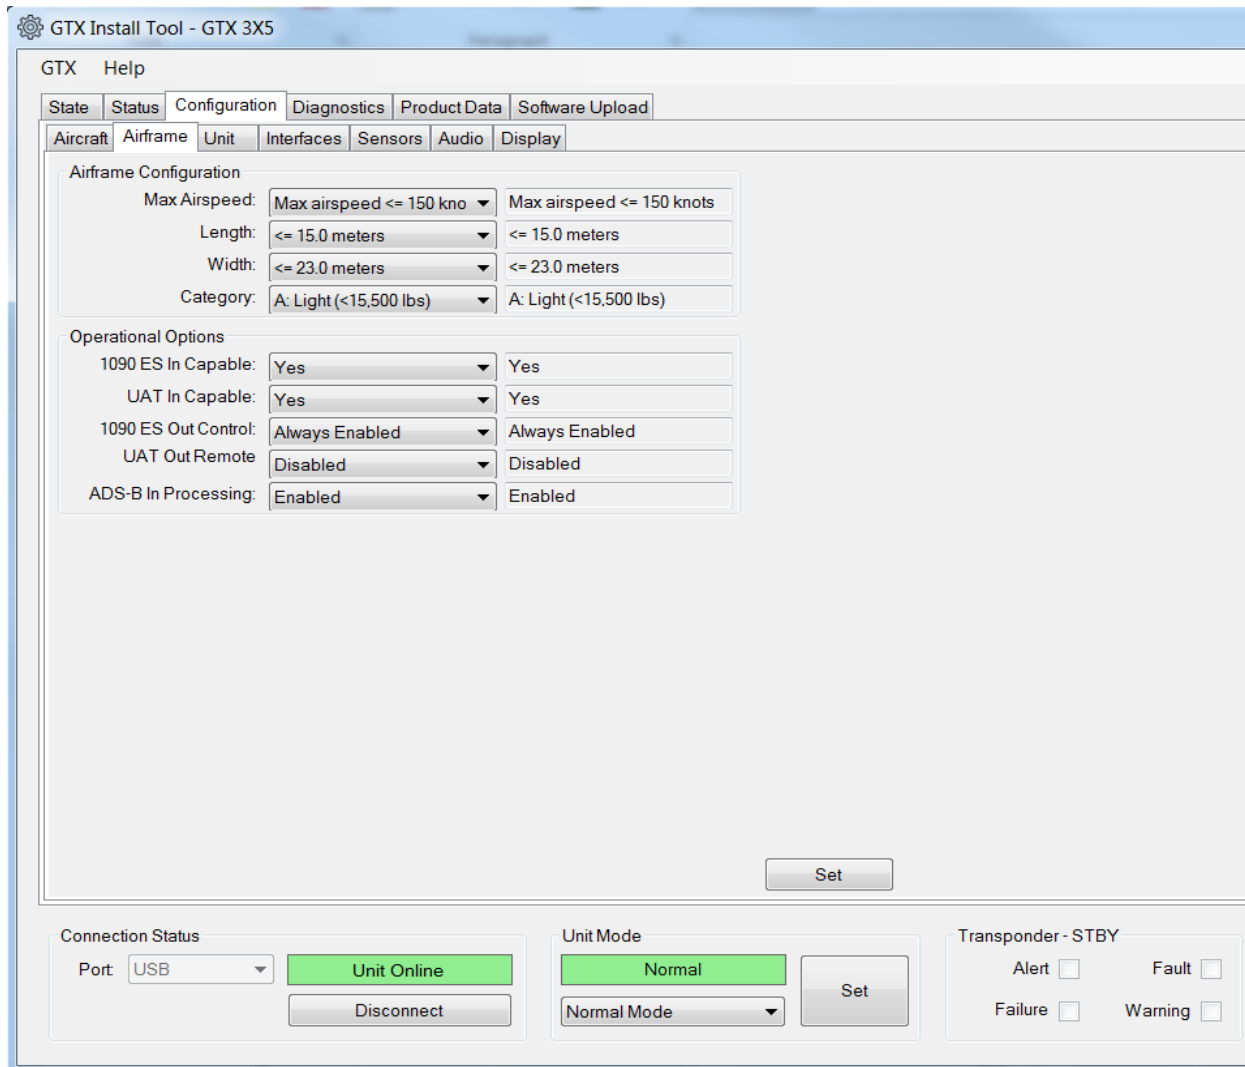 GTX Install Tool - GTX 3X5
GTX Help
State Status Configuration Diagnostics Product Data Software Upload
Aircraft Airframe Unit Interfaces Sensors Audio Display
Airframe Configuration
Max Airspeed: Max airspeed <= 150 kno Max airspeed <= 150 knots
Length: <= 15.0 meters <= 15.0 meters
Width: <= 23.0 meters <= 23.0 meters
Category: A: Light (<15,500 lbs) A: Light (<15,500 lbs)
Operational Options
1090 ES In Capable: Yes Yes
UAT In Capable: Yes Yes
1090 ES Out Control: Always Enabled Always Enabled
UAT Out Remote Disabled Disabled
ADS-B In Processing: Enabled Enabled
Set
Connection Status Unit Mode Transponder - STBY
Port: USB Unit Online Normal Set Alert Fault
Disconnect Normal Mode Failure Warning